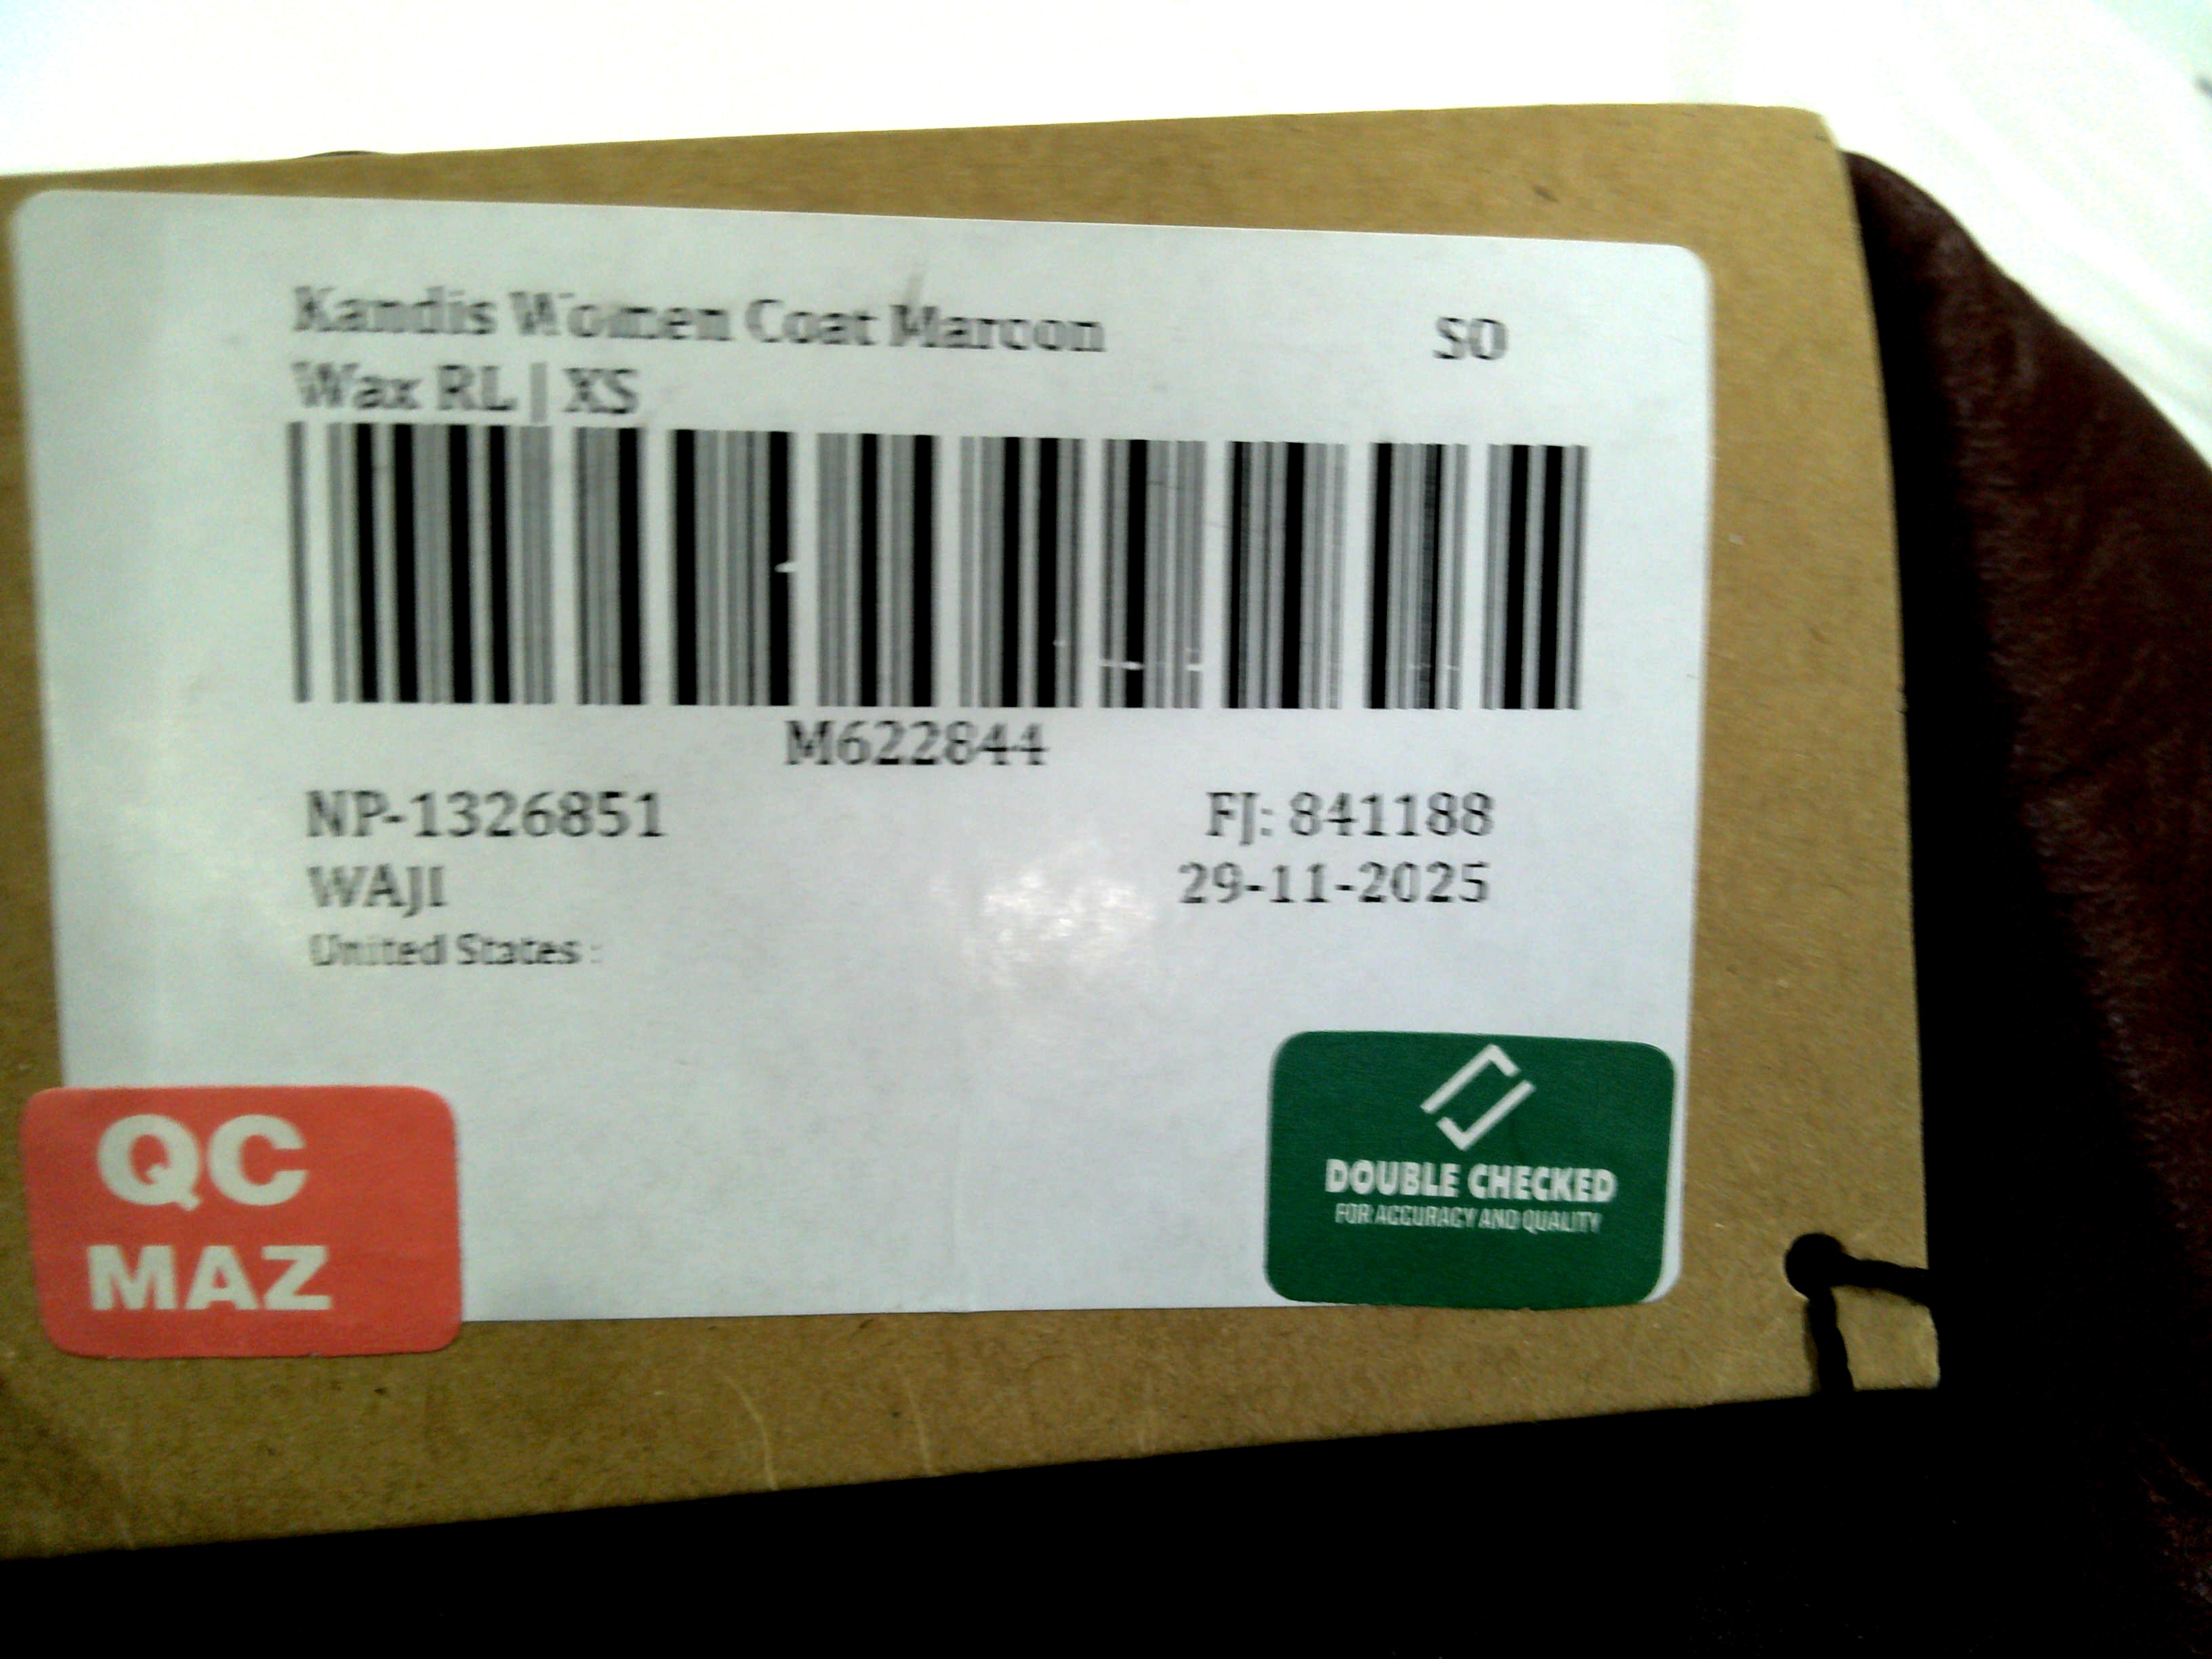 Kandis Women Coat Maroon SO
Wax RL | XS
M622844
NP-1326851 FJ: 841188
WAJI 29-11-2025
United States :
QC
MAZ
DOUBLE CHECKED
FOR ACCURACY AND QUALITY